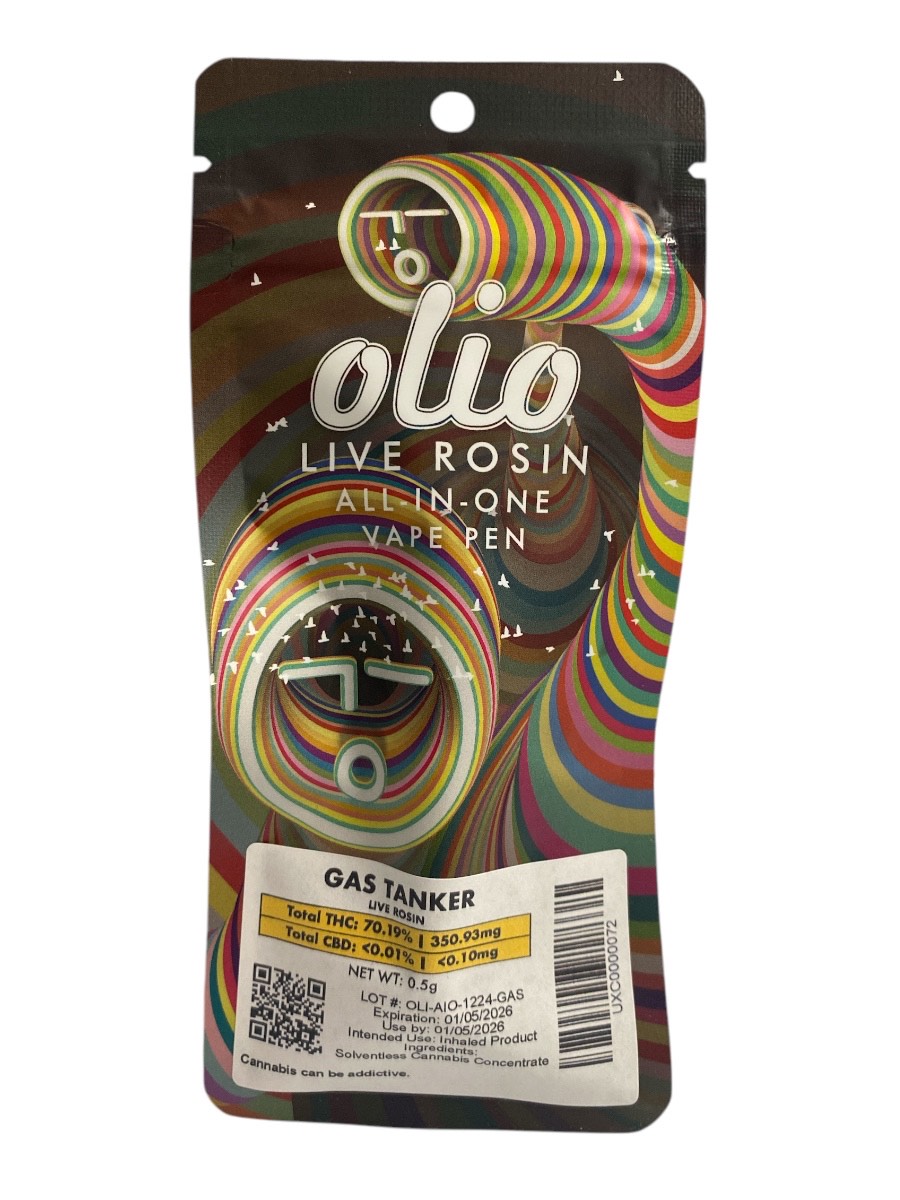 olio
LIVE ROSIN
ALL-IN-ONE
VAPE PEN
GAS TANKER
LIVE ROSIN
Total THC: 70.19% | 350.93mg
Total CBD: <0.01% | <0.10mg
NET WT: 0.5g
LOT #: OLI-AIO-1224-GAS
Expiration: 01/05/2026
Use by: 01/05/2026
Intended Use: Inhaled Product
Ingredients:
Solventless Cannabis Concentrate
Cannabis can be addictive.
UXC0000072